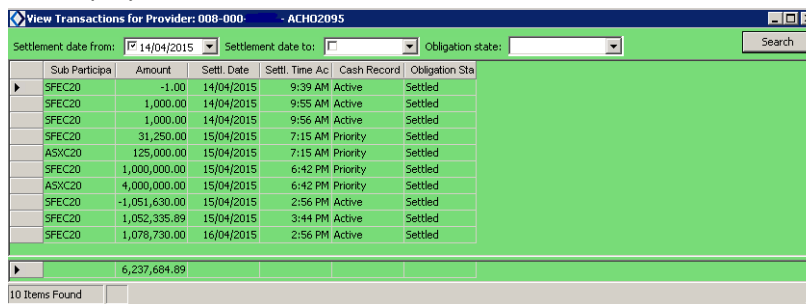 View Transactions for Provider: 008-000- - ACHO2095
Settlement date from: 14/04/2015 Settlement date to: Obligation state: Search
Sub Participa Amount Settl. Date Settl. Time Ac Cash Record Obligation Sta
SFEC20 -1.00 14/04/2015 9:39 AM Active Settled
SFEC20 1,000.00 14/04/2015 9:55 AM Active Settled
SFEC20 1,000.00 14/04/2015 9:56 AM Active Settled
SFEC20 31,250.00 15/04/2015 7:15 AM Priority Settled
ASXC20 125,000.00 15/04/2015 7:15 AM Priority Settled
SFEC20 1,000,000.00 15/04/2015 6:42 PM Priority Settled
ASXC20 4,000,000.00 15/04/2015 6:42 PM Priority Settled
SFEC20 -1,051,630.00 15/04/2015 2:56 PM Active Settled
SFEC20 1,052,335.89 15/04/2015 3:44 PM Active Settled
SFEC20 1,078,730.00 16/04/2015 2:56 PM Active Settled
6,237,684.89
10 Items Found